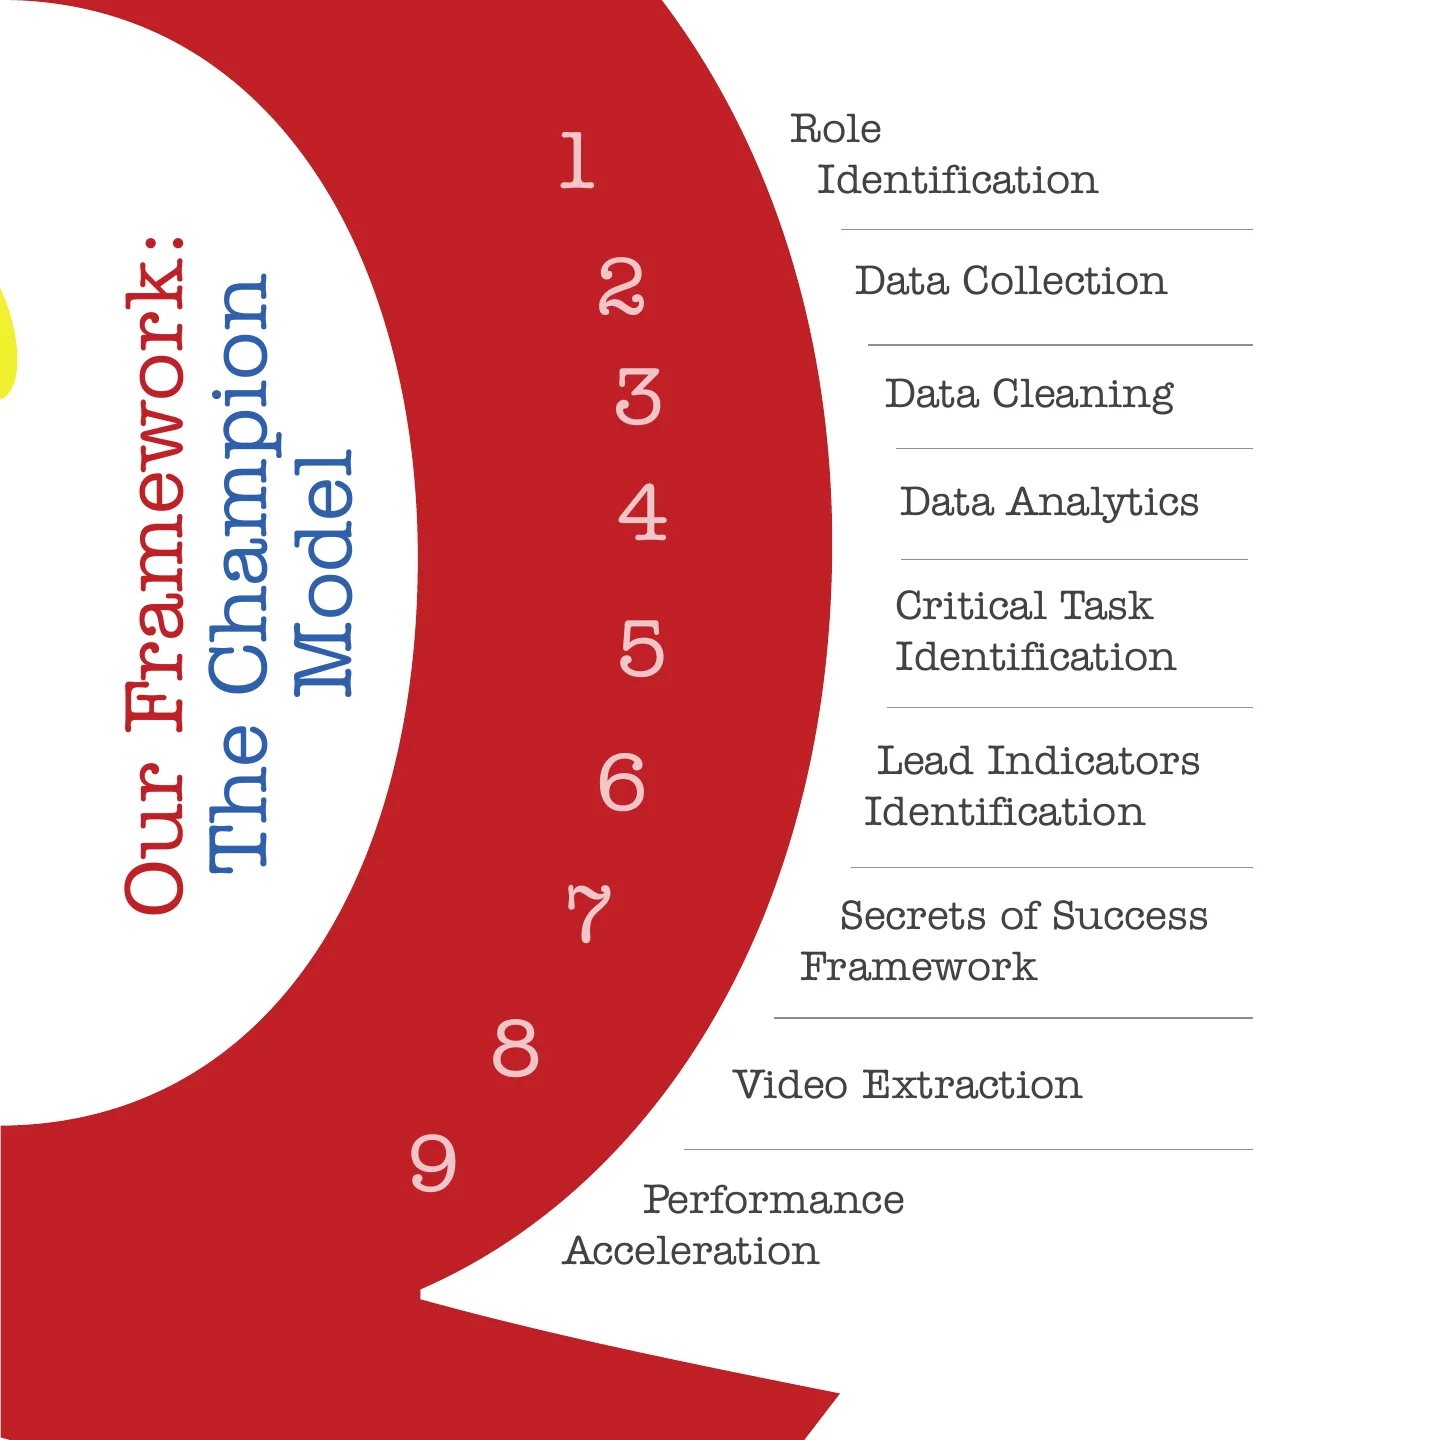 Our Framework:
The Champion
Model
1
Role
Identification
2
Data Collection
3
Data Cleaning
4
Data Analytics
5
Critical Task
Identification
6
Lead Indicators
Identification
7
Secrets of Success
Framework
8
Video Extraction
9
Performance
Acceleration